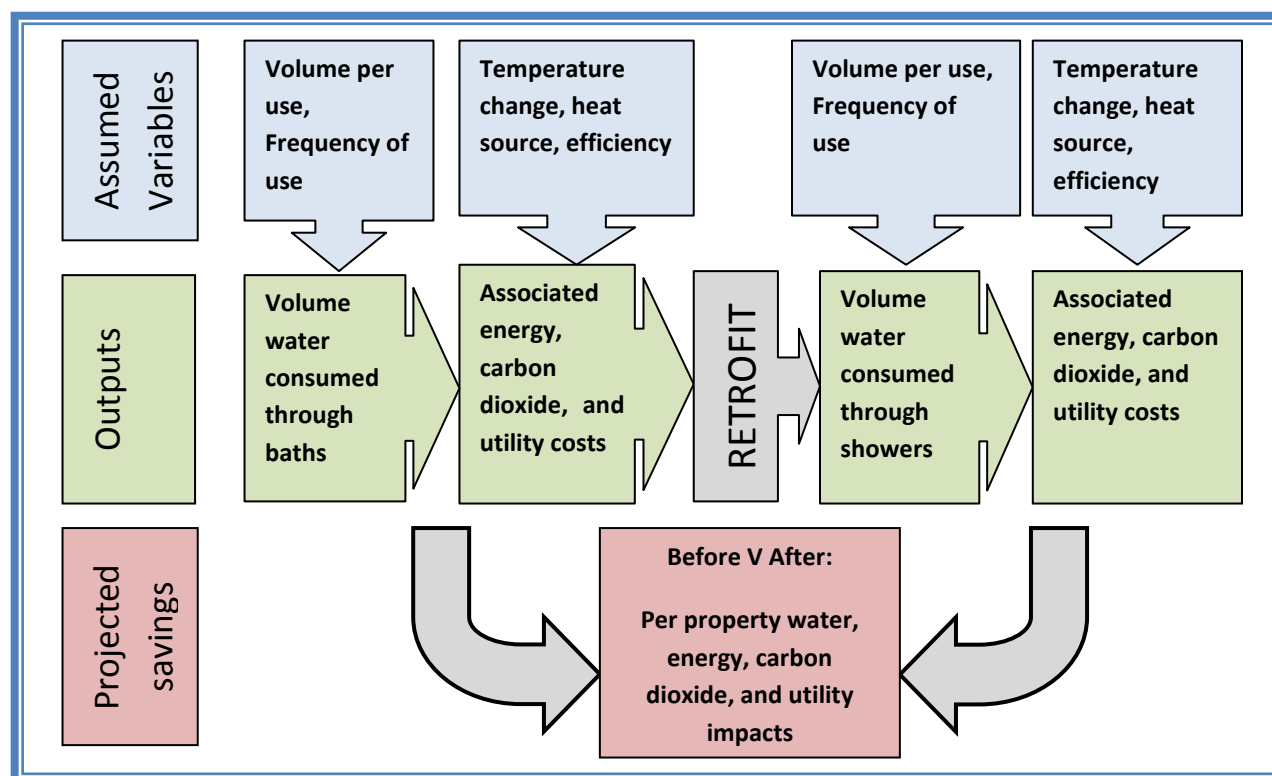 Assumed
Variables
Volume per
use,
Frequency of
use
Temperature
change, heat
source, efficiency
Volume per use,
Frequency of
use
Temperature
change, heat
source,
efficiency
Outputs
Volume
water
consumed
through
baths
Associated
energy,
carbon
dioxide, and
utility costs
RETROFIT
Volume
water
consumed
through
showers
Associated
energy, carbon
dioxide, and
utility costs
Projected
savings
Before V After:
Per property water,
energy, carbon
dioxide, and utility
impacts